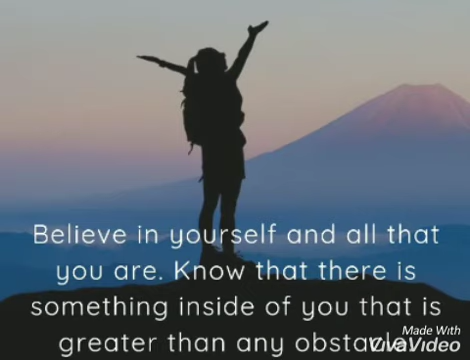 Believe in yourself and all that
you are. Know that there is
something inside of you that is
greater than any obstacle.
Made With
VivaVideo